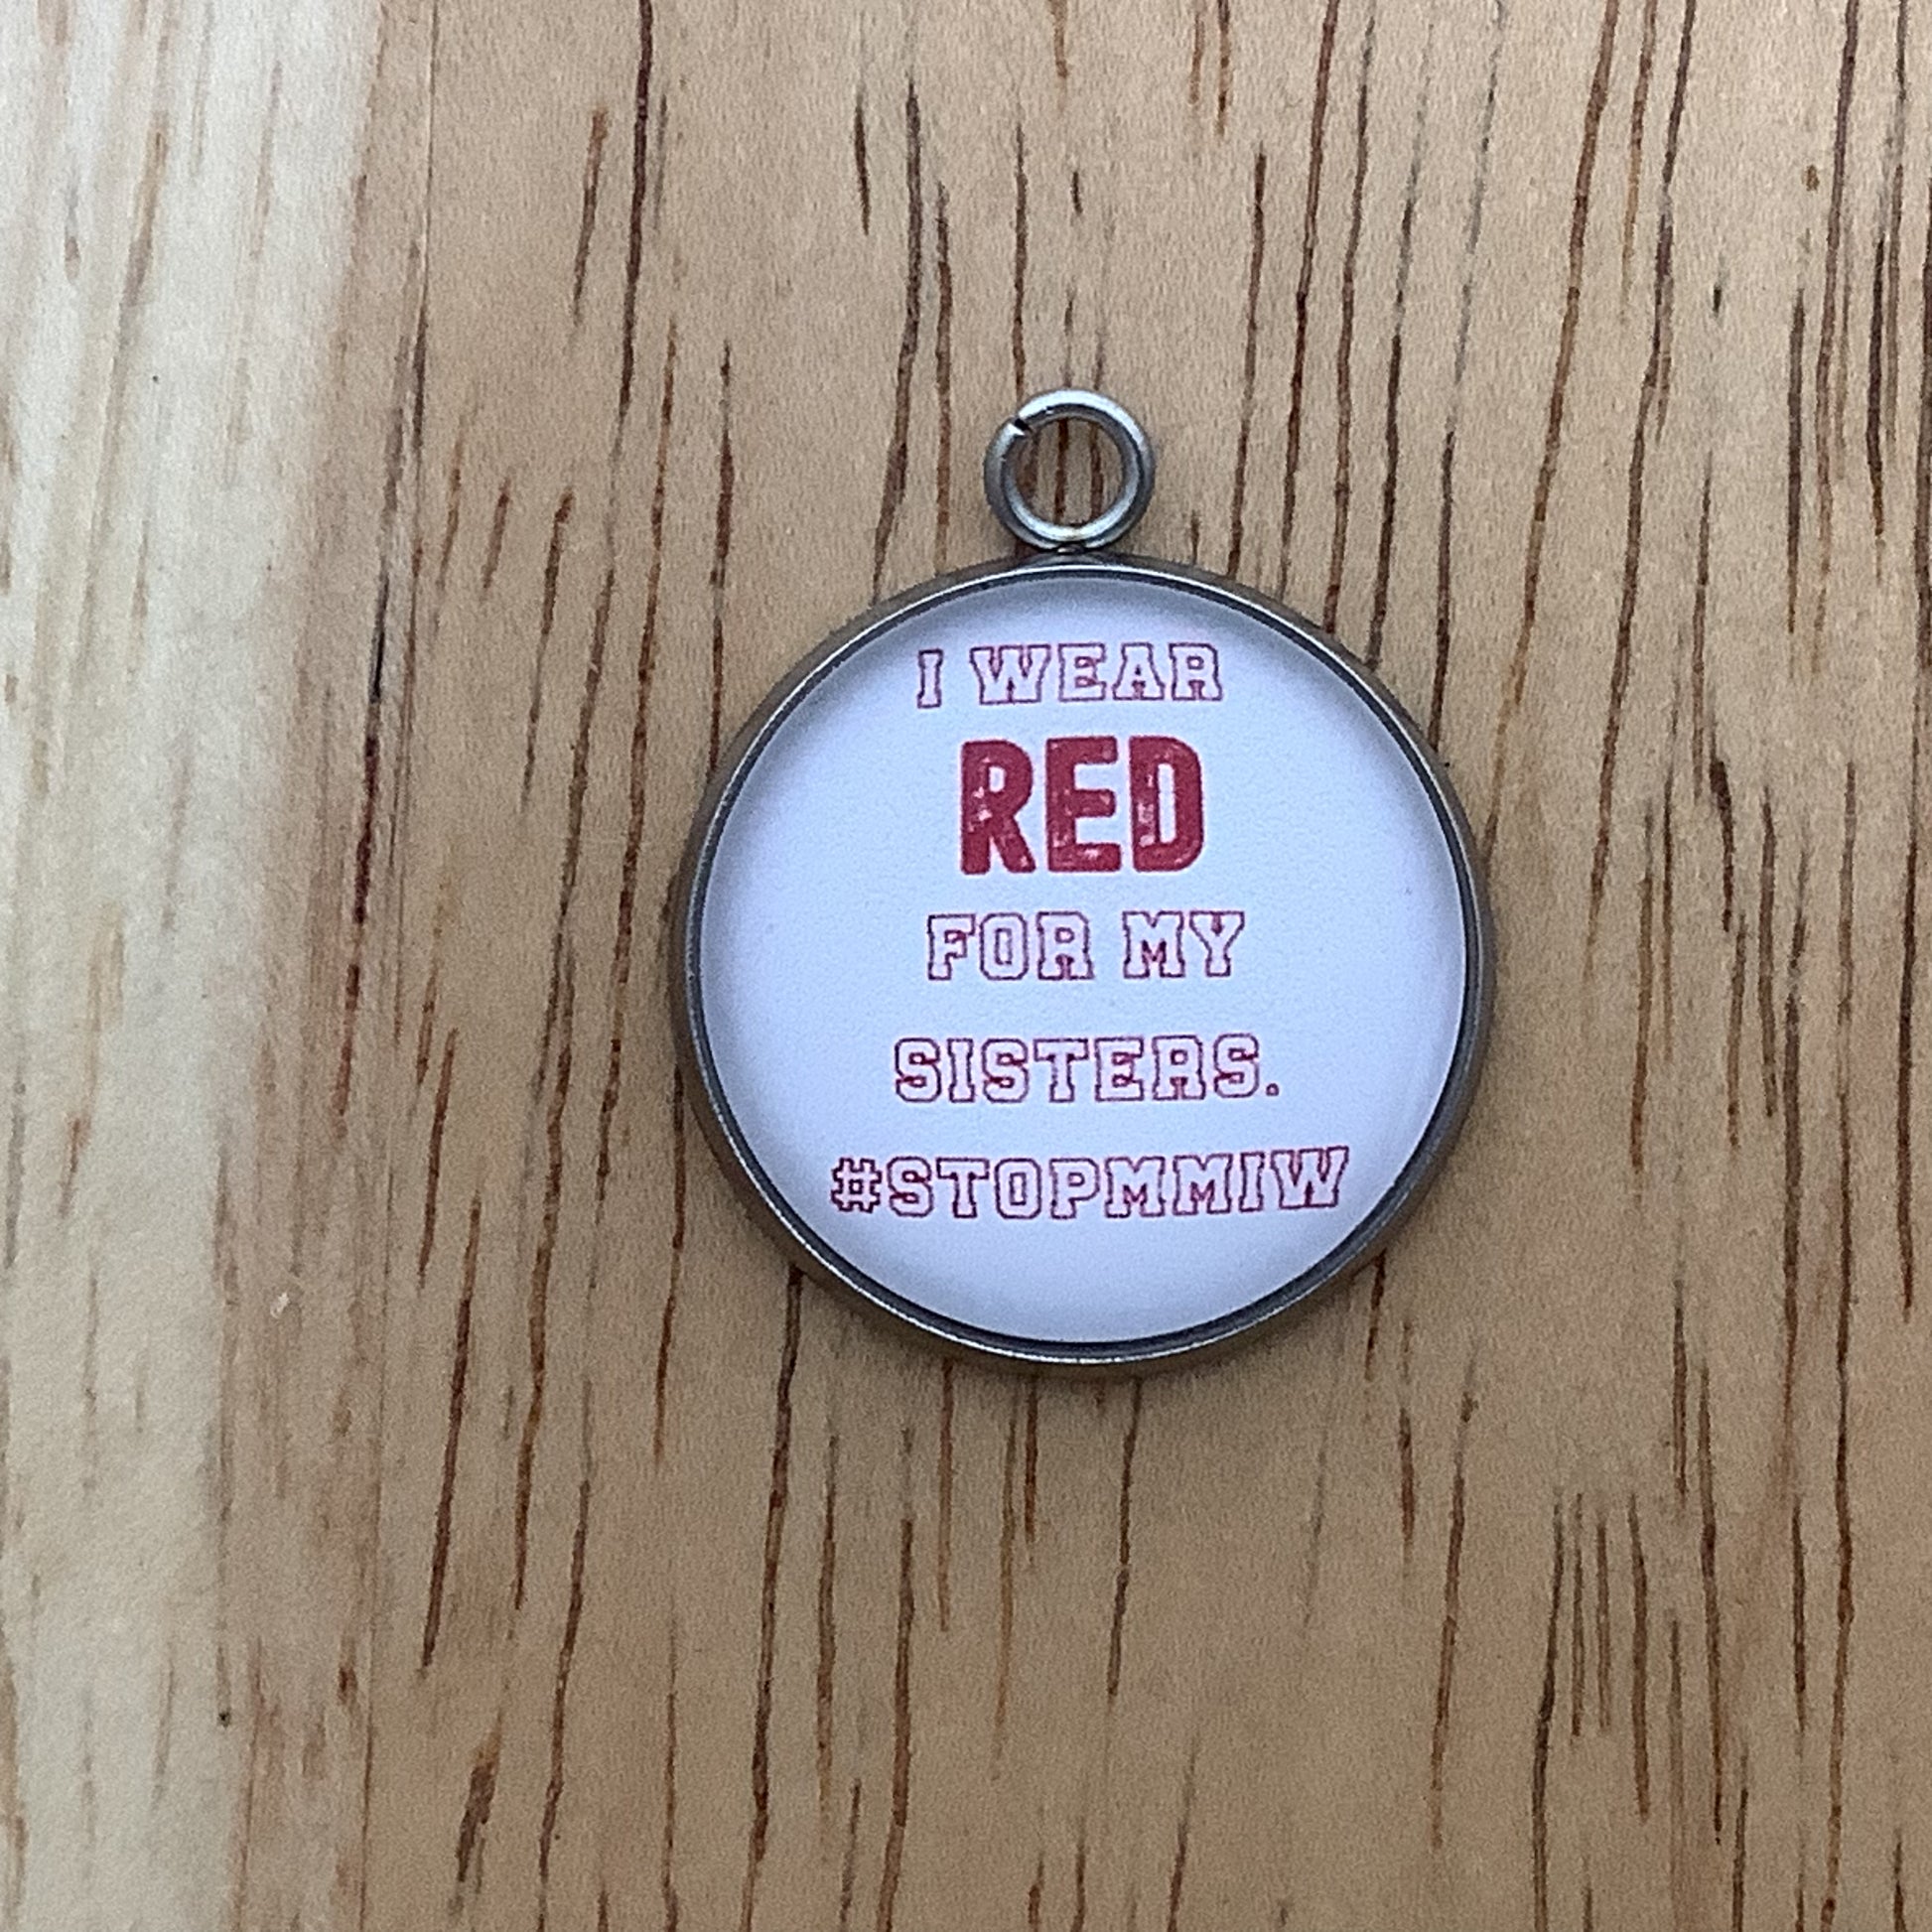 I WEAR
RED
FOR MY
SISTERS.
#STOPMMIW